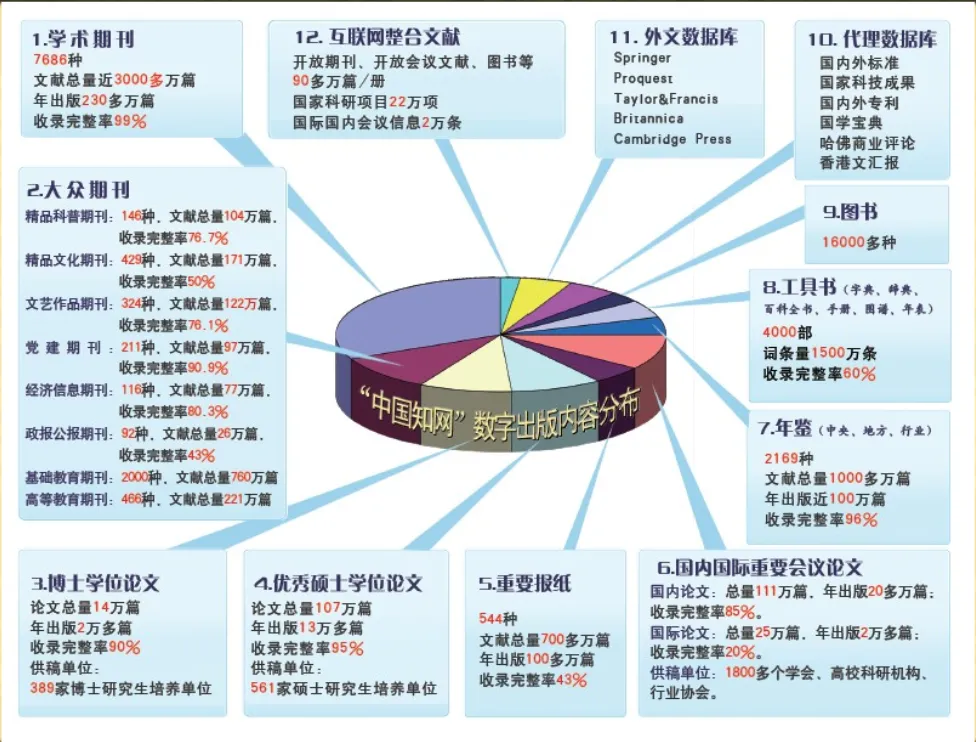 1.学术期刊
7686种
文献总量近3000多万篇
年出版230多万篇
收录完整率99%
2.大众期刊
精品科普期刊：146种，文献总量104万篇，
收录完整率76.7%
精品文化期刊：429种，文献总量171万篇，
收录完整率50%
文艺作品期刊：324种，文献总量122万篇，
收录完整率76.1%
党建期刊：211种，文献总量97万篇，
收录完整率90.9%
经济信息期刊：116种，文献总量77万篇，
收录完整率80.3%
政报公报期刊：92种，文献总量26万篇，
收录完整率43%
基础教育期刊：2000种，文献总量760万篇
高等教育期刊：466种，文献总量221万篇
3.博士学位论文
论文总量14万篇
年出版2万多篇
收录完整率90%
供稿单位：
389家博士研究生培养单位
4.优秀硕士学位论文
论文总量107万篇
年出版13万多篇
收录完整率95%
供稿单位：
561家硕士研究生培养单位
5.重要报纸
544种
文献总量700多万篇
年出版100多万篇
收录完整率43%
6.国内国际重要会议论文
国内论文：总量111万篇，年出版20多万篇；
收录完整率85%。
国际论文：总量25万篇，年出版2万多篇；
收录完整率20%。
供稿单位：1800多个学会、高校科研机构、
行业协会。
7.年鉴（中央、地方、行业）
2169种
文献总量1000多万篇
年出版近100万篇
收录完整率96%
8.工具书（字典、辞典、
百科全书、手册、图谱、年表）
4000部
词条量1500万条
收录完整率60%
9.图书
16000多种
10.代理数据库
国内外标准
国家科技成果
国内外专利
国学宝典
哈佛商业评论
香港文汇报
11.外文数据库
Springer
Proquest
Taylor&Francis
Britannica
Cambridge Press
12.互联网整合文献
开放期刊、开放会议文献、图书等
90多万篇/册
国家科研项目22万项
国际国内会议信息2万条
“中国知网”数字出版内容分布